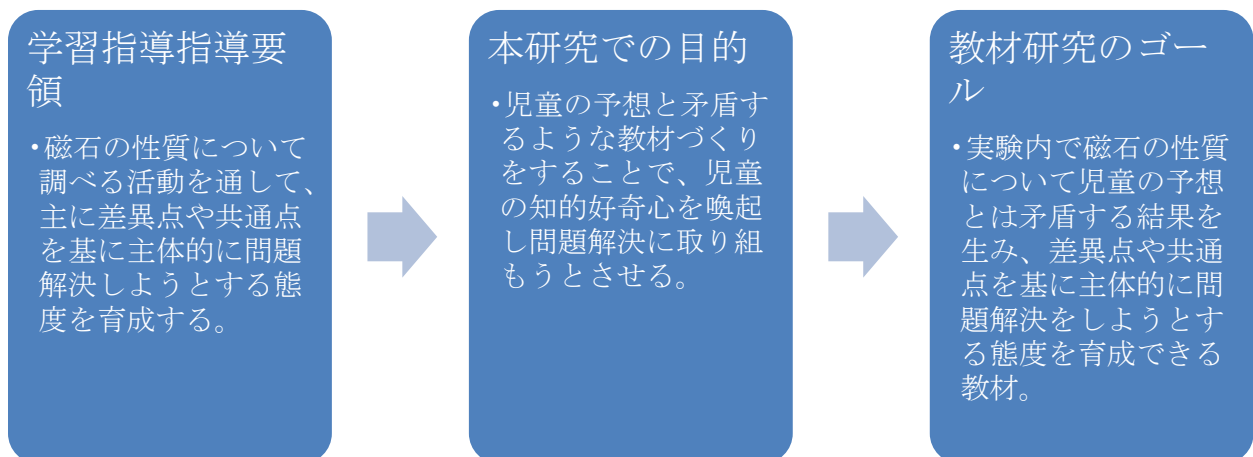 学習指導指導要
領
・磁石の性質について
調べる活動を通して、
主に差異点や共通点
を基に主体的に問題
解決しようとする態
度を育成する。
本研究での目的
・児童の予想と矛盾す
るような教材づくり
をすることで、児童
の知的好奇心を喚起
し問題解決に取り組
もうとさせる。
教材研究のゴー
ル
・実験内で磁石の性質
について児童の予想
とは矛盾する結果を
生み、差異点や共通
点を基に主体的に問
題解決をしようとす
る態度を育成できる
教材。